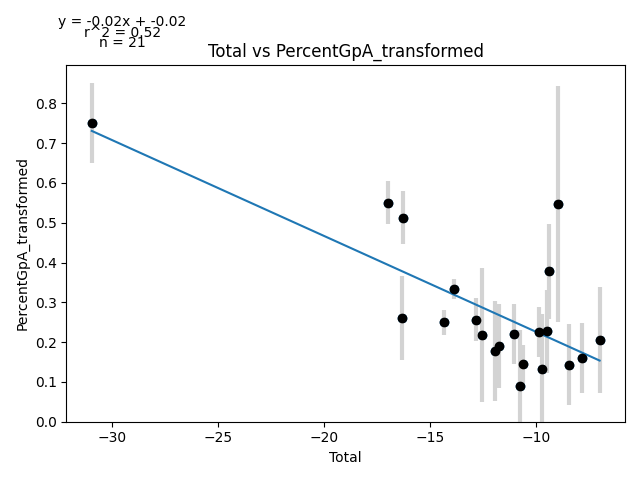 y = -0.02x + -0.02
r^2 = 0.52
n = 21
Total vs PercentGpA_transformed
PercentGpA_transformed
0.8
0.7
0.6
0.5
0.4
0.3
0.2
0.1
0.0
−30
−25
−20
−15
−10
Total